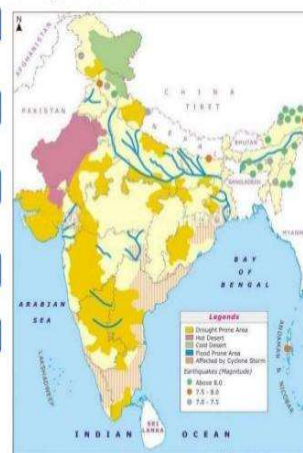 N
AFGHANISTAN
PAKISTAN
CHINA
TIBET
NEPAL
BHUTAN
BANGLADESH
MYANMAR
ARABIAN
SEA
BAY
OF
BENGAL
LAKSHADWEEP
ANDAMAN & NICOBAR
SRI
LANKA
INDIAN OCEAN
Legends
Drought Prone Area
Hot Desert
Cold Desert
Flood Prone Area
Affected by Cyclone Storm
Earthquakes (Magnitude)
Above 8.0
7.5 - 8.0
7.0 - 7.5